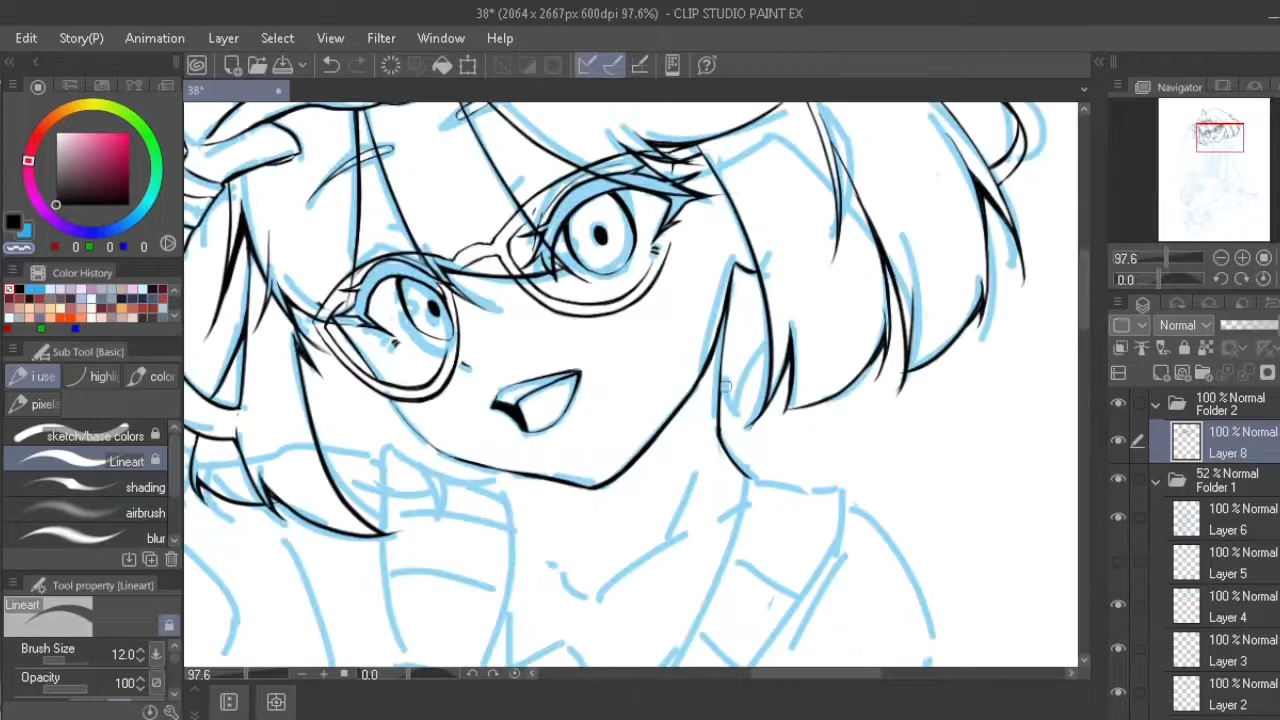 38* (2064 x 2667px 600dpi 97.6%) - CLIP STUDIO PAINT EX
Edit Story(P) Animation Layer Select View Filter Window Help
38*
Navigator
97.6
0.0
0 0 0
Color History
Normal
Sub Tool [Basic]
i use highli color
pixels
sketch/base colors
Lineart
shading
airbrush
blur
Tool property [Lineart]
Lineart
Brush Size 12.0
Opacity 100
100 % Normal
Folder 2
100 % Normal
Layer 8
52 % Normal
Folder 1
100 % Normal
Layer 6
100 % Normal
Layer 5
100 % Normal
Layer 4
100 % Normal
Layer 3
100 % Normal
Layer 2
97.6 0.0